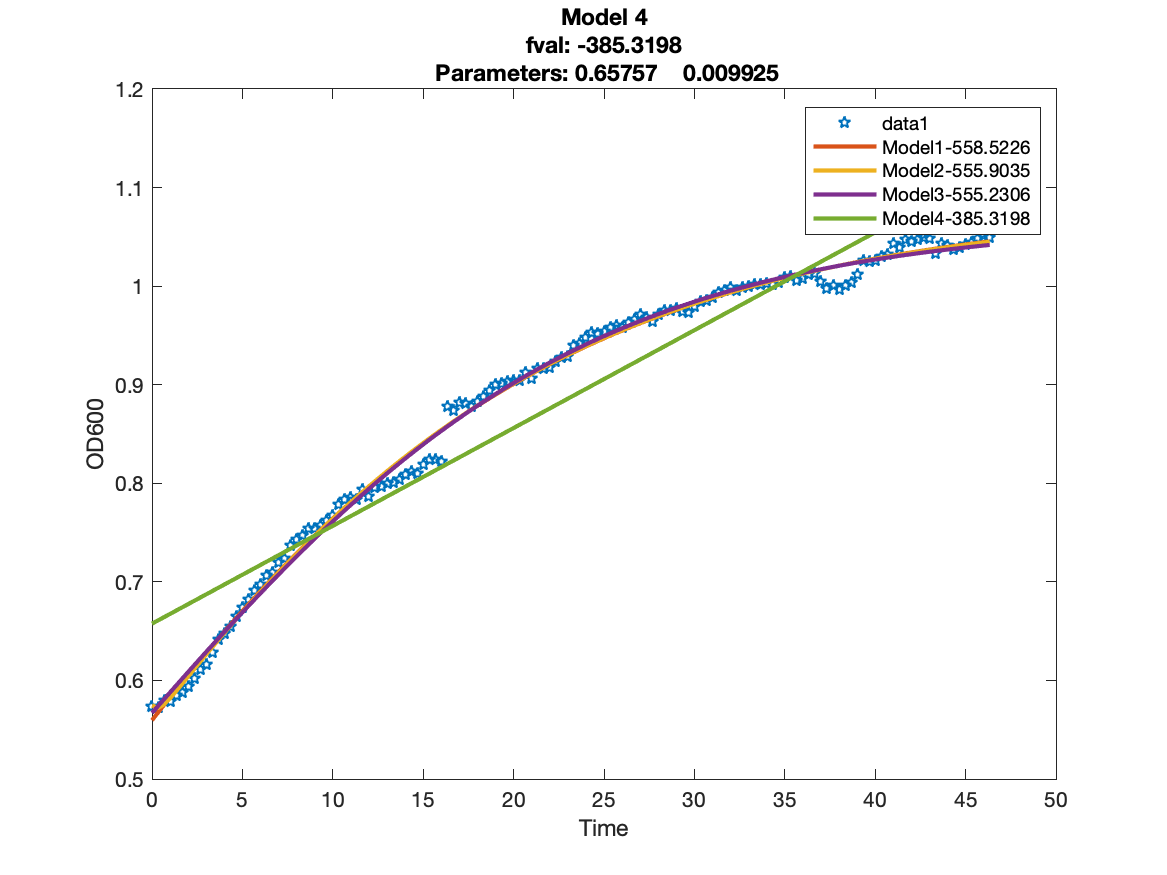 Model 4
fval: -385.3198
Parameters: 0.65757 0.009925
1.2
1.1
1
0.9
0.8
0.7
0.6
0.5
OD600
data1
Model1-558.5226
Model2-555.9035
Model3-555.2306
Model4-385.3198
0 5 10 15 20 25 30 35 40 45 50
Time